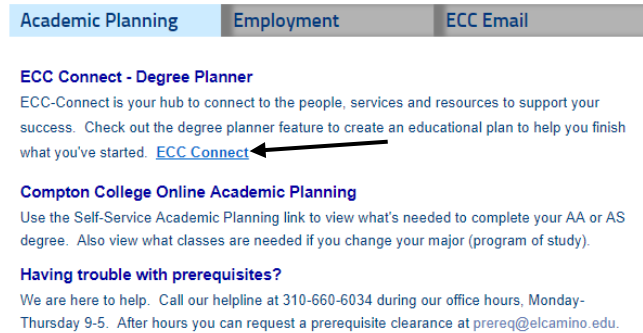 Academic Planning Employment ECC Email
ECC Connect - Degree Planner
ECC-Connect is your hub to connect to the people, services and resources to support your
success. Check out the degree planner feature to create an educational plan to help you finish
what you've started. ECC Connect
Compton College Online Academic Planning
Use the Self-Service Academic Planning link to view what's needed to complete your AA or AS
degree. Also view what classes are needed if you change your major (program of study).
Having trouble with prerequisites?
We are here to help. Call our helpline at 310-660-6034 during our office hours, Monday-
Thursday 9-5. After hours you can request a prerequisite clearance at prereq@elcamino.edu.